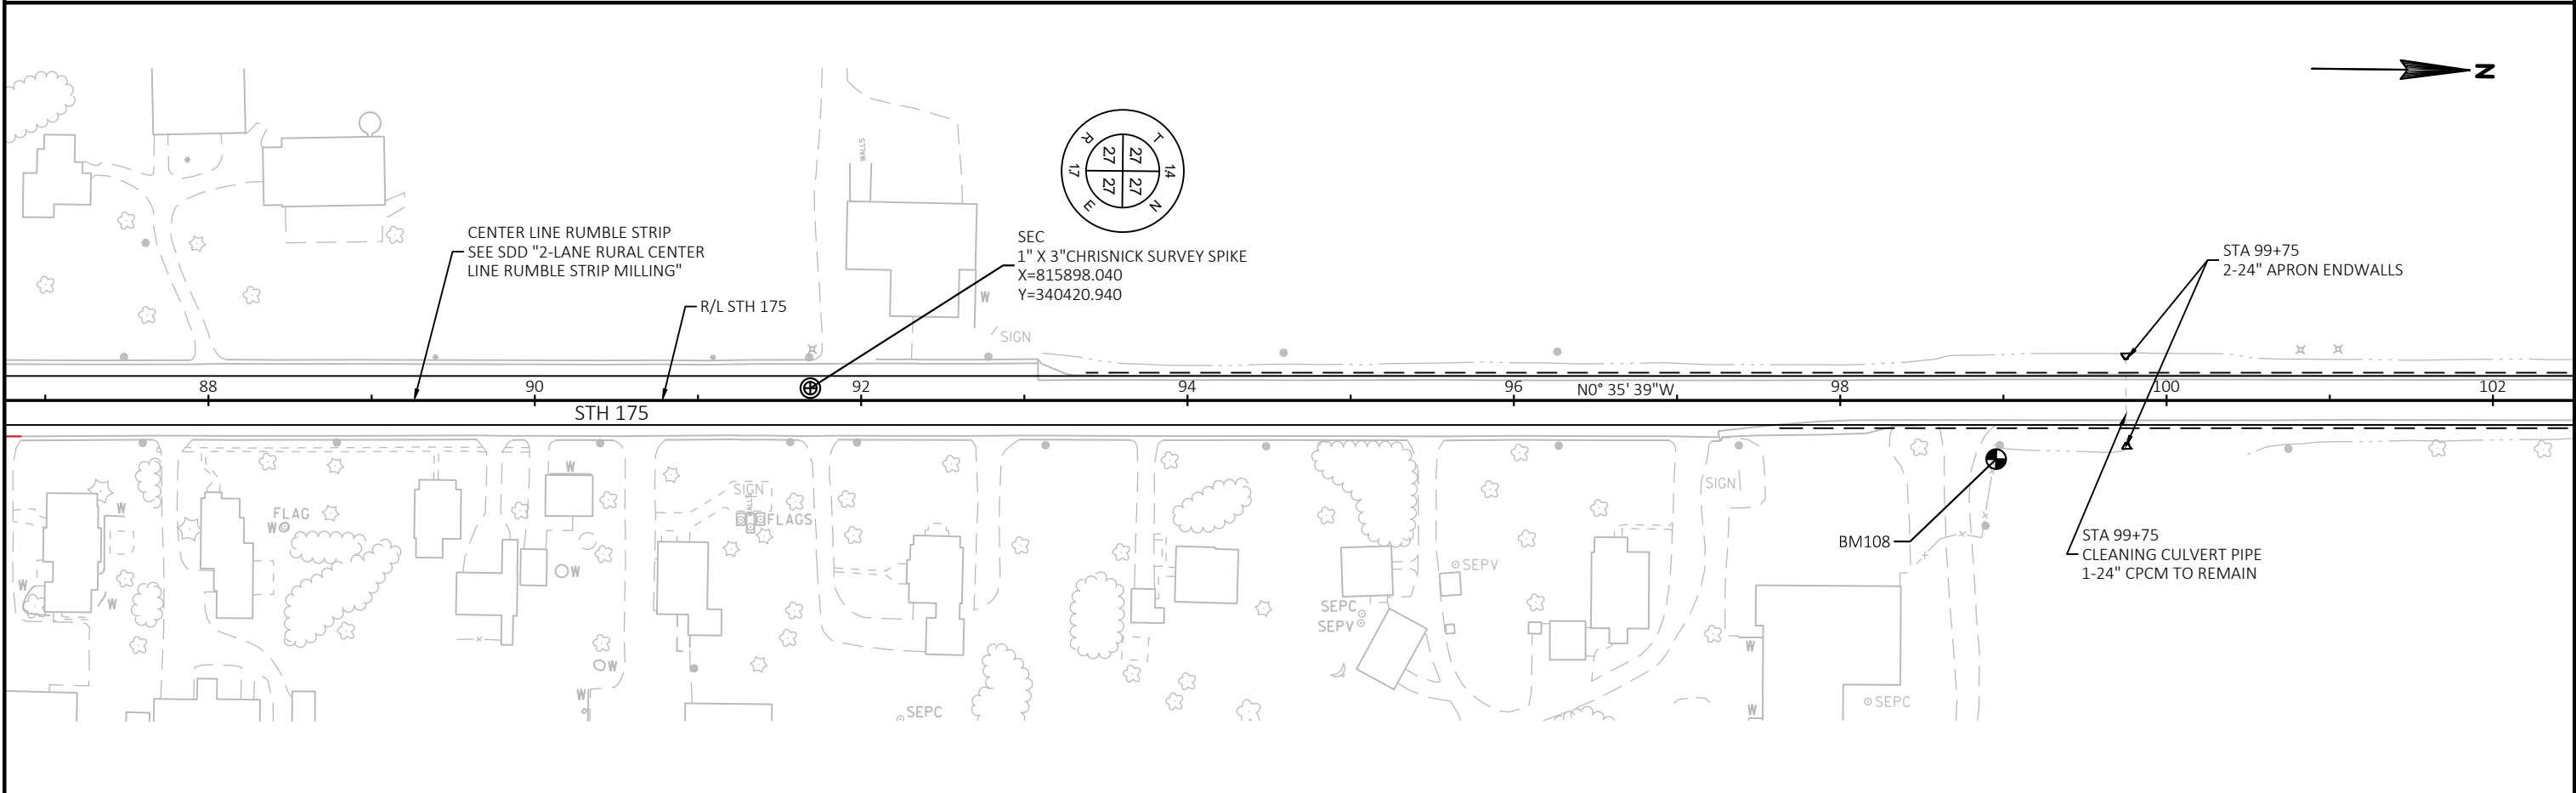 N
R
T
27
27
17
14
27
27
E
N
WALLS
CENTER LINE RUMBLE STRIP
SEE SDD "2-LANE RURAL CENTER
LINE RUMBLE STRIP MILLING"
SEC
1" X 3"CHRISNICK SURVEY SPIKE
X=815898.040
Y=340420.940
STA 99+75
2-24" APRON ENDWALLS
R/L STH 175
W
SIGN
88
90
92
94
96
N0° 35' 39"W
98
100
102
STH 175
W
SIGN
WALLS
SIGN
FLAG
W
FLAGS
W
BM108
STA 99+75
CLEANING CULVERT PIPE
1-24" CPCM TO REMAIN
W
W
W
SEPV
SEPC
SEPV
W
W
W
SEPC
SEPC
W